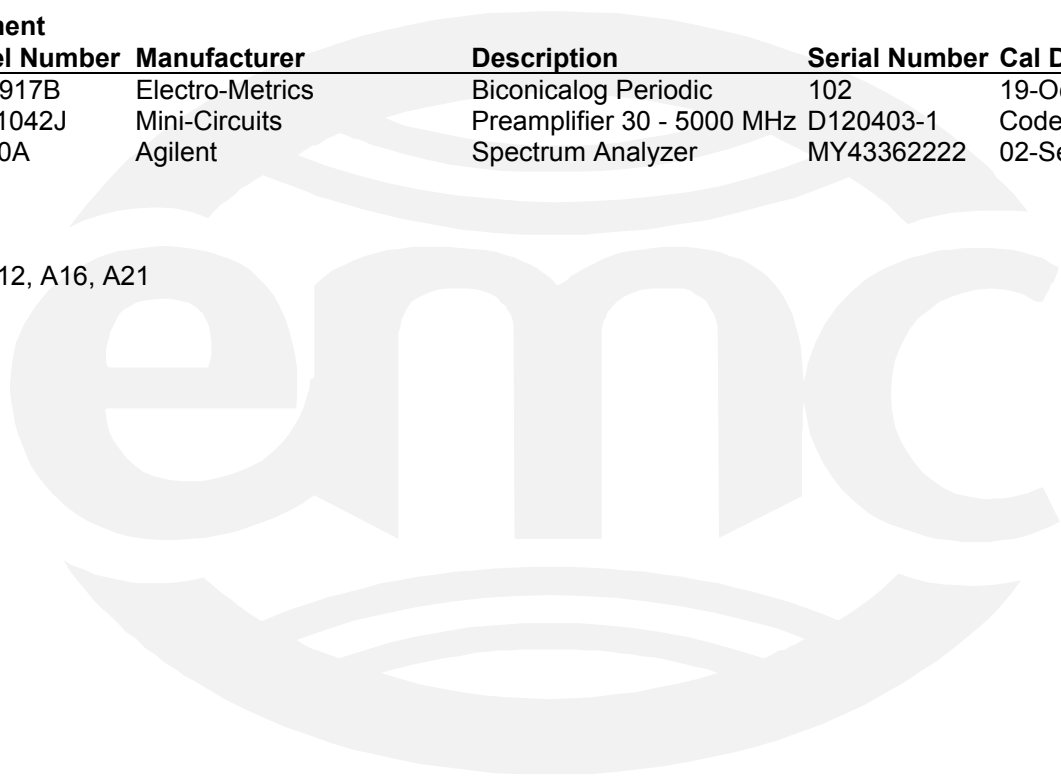 ment
el Number Manufacturer Description Serial Number Cal D
917B Electro-Metrics Biconicalog Periodic 102 19-O
1042J Mini-Circuits Preamplifier 30 - 5000 MHz D120403-1 Code
0A Agilent Spectrum Analyzer MY43362222 02-Se
12, A16, A21
emc